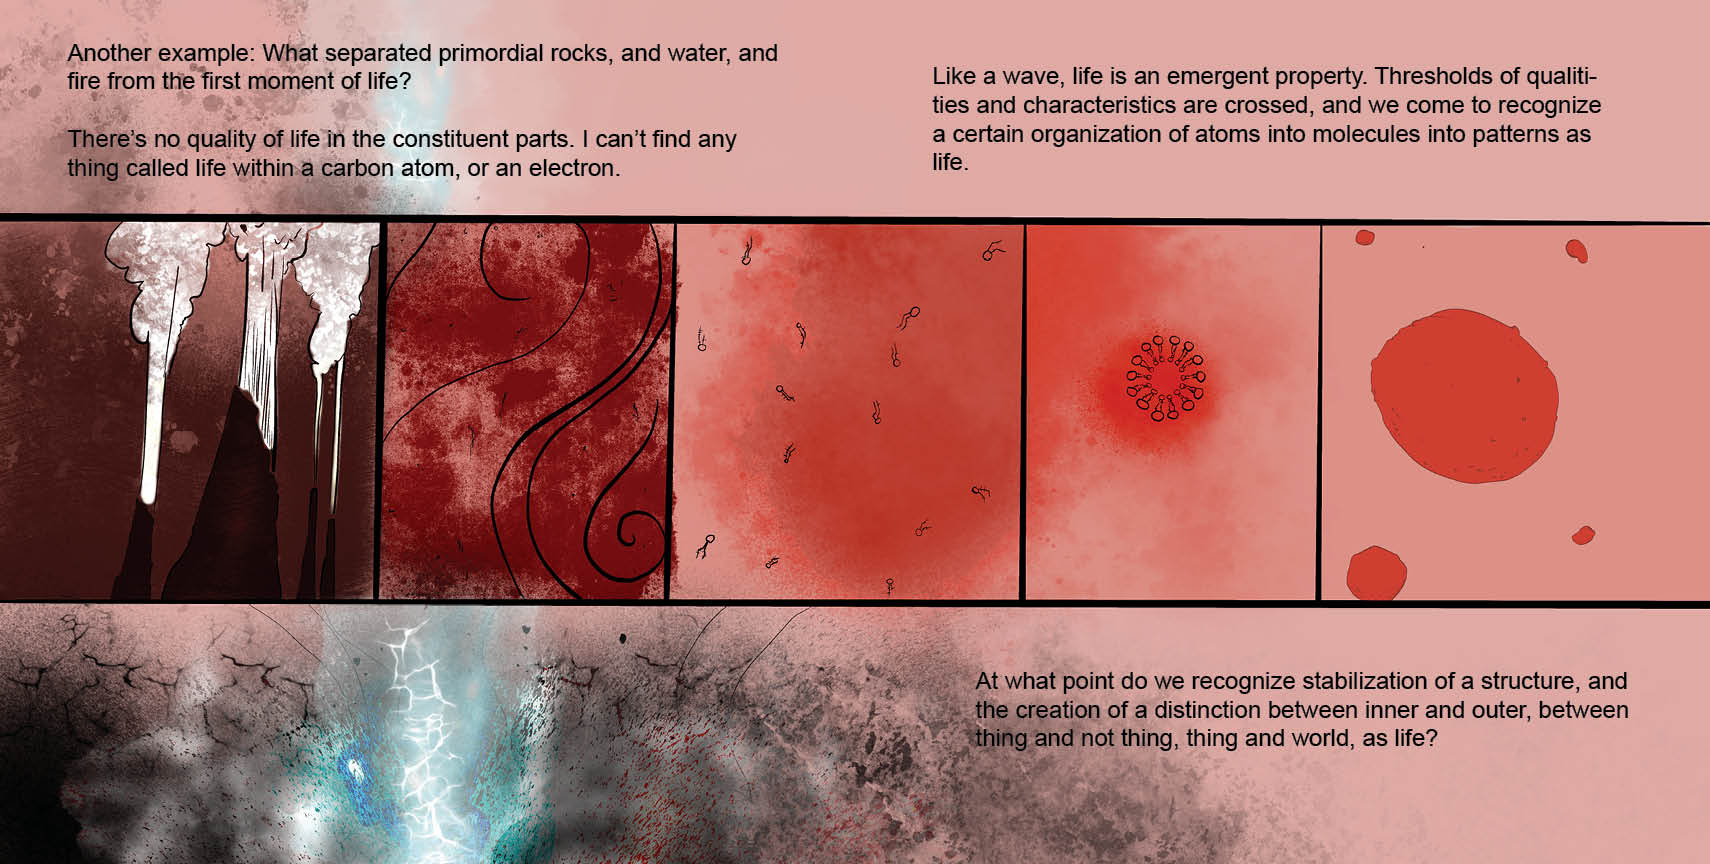 Another example: What separated primordial rocks, and water, and
fire from the first moment of life?
There's no quality of life in the constituent parts. I can't find any
thing called life within a carbon atom, or an electron.
Like a wave, life is an emergent property. Thresholds of qualiti-
ties and characteristics are crossed, and we come to recognize
a certain organization of atoms into molecules into patterns as
life.
At what point do we recognize stabilization of a structure, and
the creation of a distinction between inner and outer, between
thing and not thing, thing and world, as life?